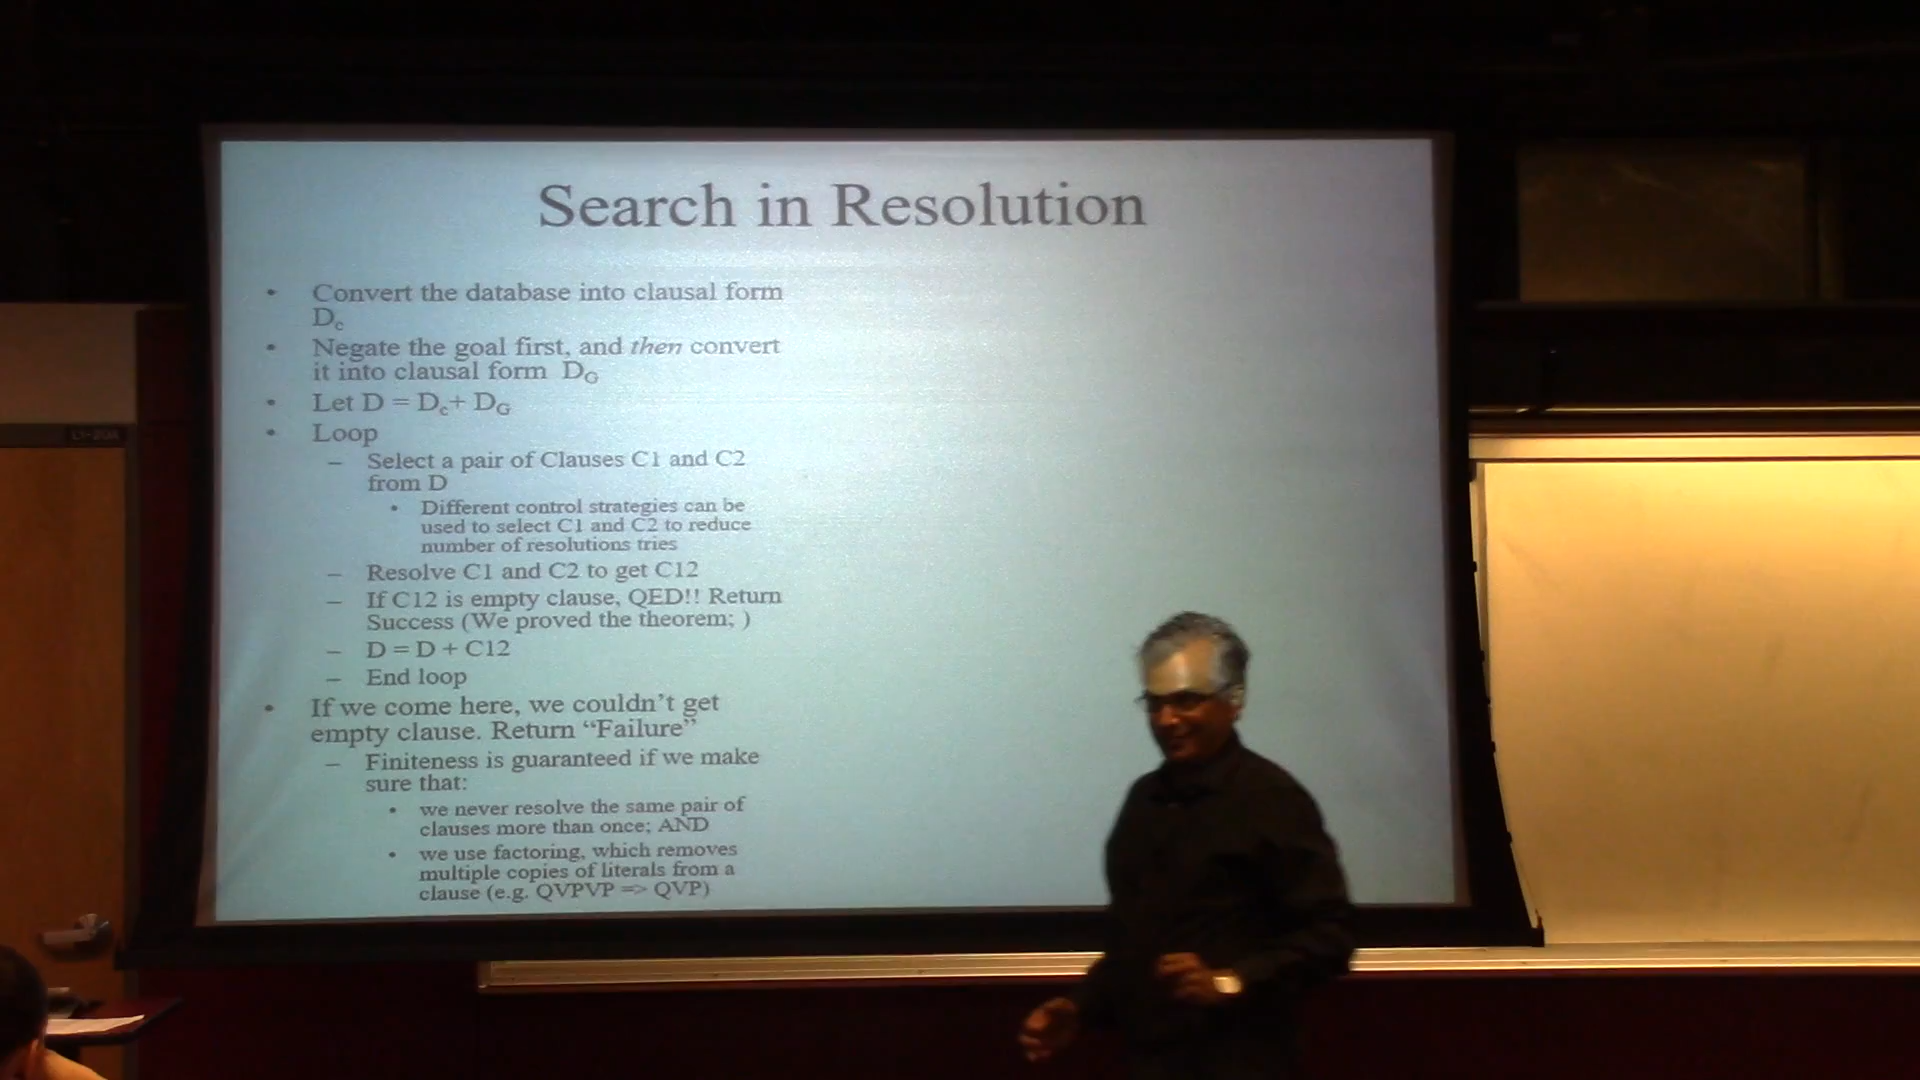 Search in Resolution
• Convert the database into clausal form
Dc
• Negate the goal first, and then convert
it into clausal form DG
• Let D = Dc+ DG
• Loop
– Select a pair of Clauses C1 and C2
from D
• Different control strategies can be
used to select C1 and C2 to reduce
number of resolutions tries
– Resolve C1 and C2 to get C12
– If C12 is empty clause, QED!! Return
Success (We proved the theorem; )
– D = D + C12
– End loop
• If we come here, we couldn't get
empty clause. Return “Failure”
– Finiteness is guaranteed if we make
sure that:
• we never resolve the same pair of
clauses more than once; AND
• we use factoring, which removes
multiple copies of literals from a
clause (e.g. QVPVP => QVP)
L1-20A